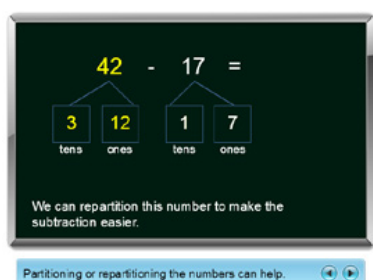 42 - 17 =
3 12 1 7
tens ones tens ones
We can repartition this number to make the
subtraction easier.
Partitioning or repartitioning the numbers can help.